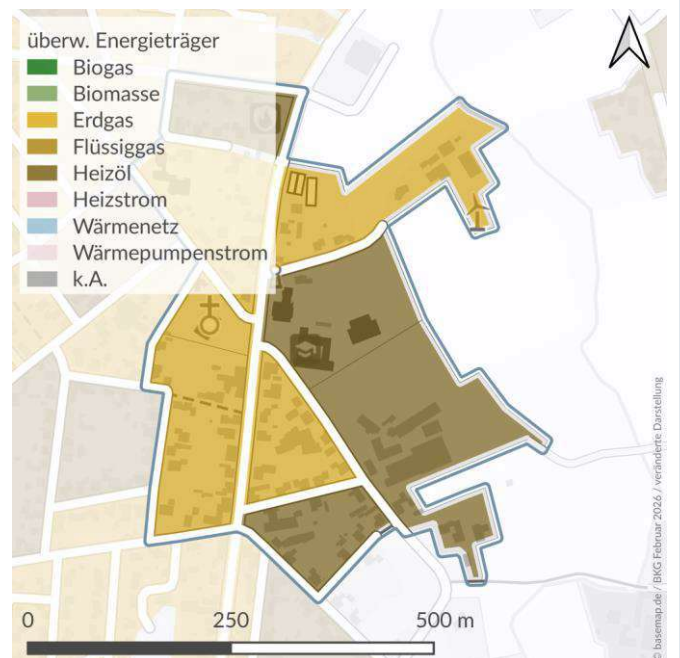 überw. Energieträger
Biogas
Biomasse
Erdgas
Flüssiggas
Heizöl
Heizstrom
Wärmenetz
Wärmepumpenstrom
k.A.
0 250 500 m
© basemap.de / BKG Februar 2026 / veränderte Darstellung